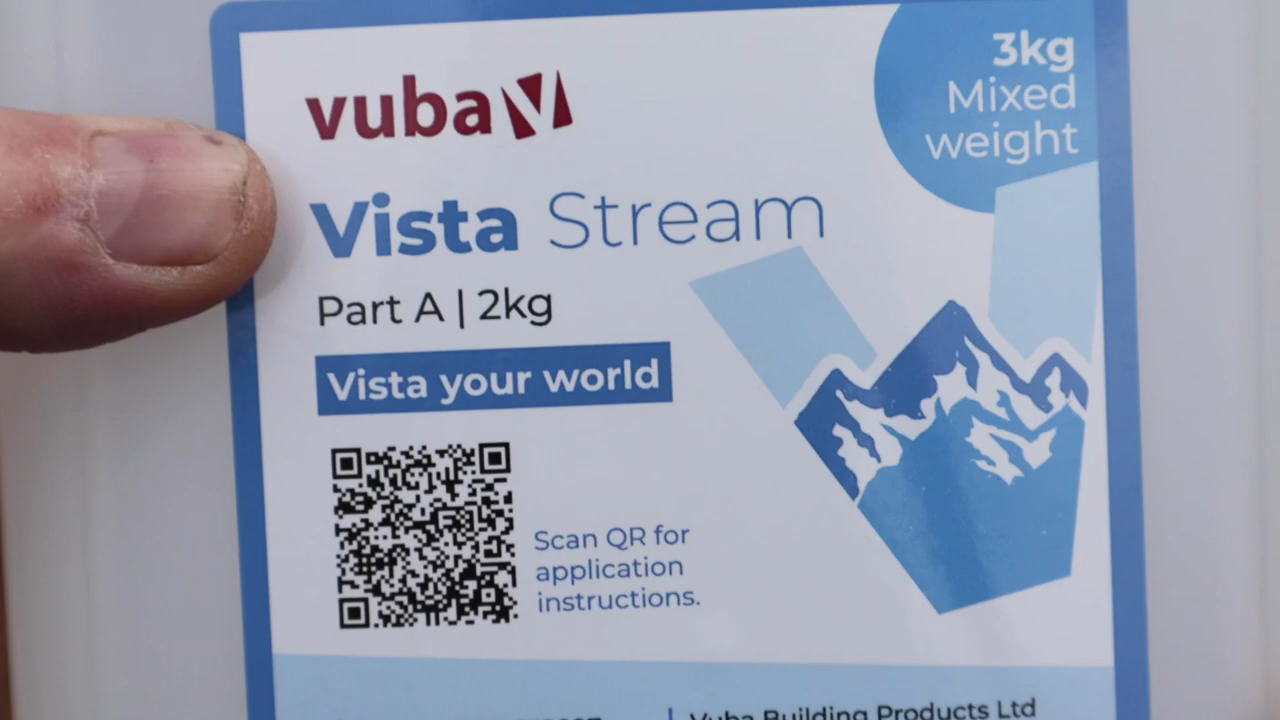 vuba
3kg
Mixed
weight
Vista Stream
Part A | 2kg
Vista your world
Scan QR for
application
instructions.
Vuba Building Products Ltd